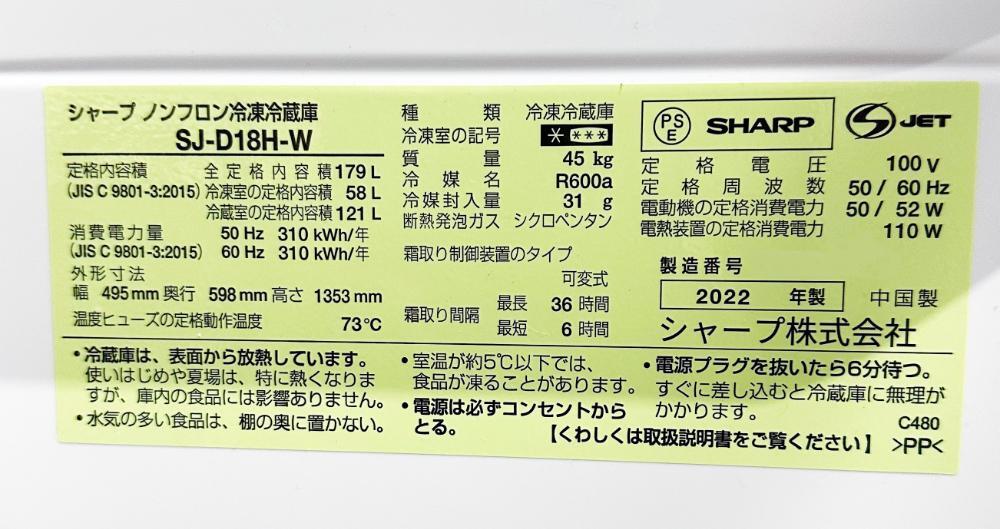 シャープ ノンフロン冷凍冷蔵庫
SJ-D18H-W
定格内容積 全定格内容積 179 L
(JIS C 9801-3:2015) 冷凍室の定格内容積 58 L
冷蔵室の定格内容積 121 L
消費電力量 50 Hz 310 kWh/年
(JIS C 9801-3:2015) 60 Hz 310 kWh/年
外形寸法
幅 495 mm 奥行 598 mm 高さ 1353 mm
温度ヒューズの定格動作温度 73℃
種類 冷凍冷蔵庫
冷凍室の記号 * ***
質量 45 kg
冷媒名 R600a
冷媒封入量 31 g
断熱発泡ガス シクロペンタン
霜取り制御装置のタイプ
可変式
霜取り間隔 最長 36 時間
最短 6 時間
PS
E
SHARP
S JET
定格電圧 100 V
定格周波数 50 / 60 Hz
電動機の定格消費電力 50 / 52 W
電熱装置の定格消費電力 110 W
製造番号
2022 年製 中国製
シャープ株式会社
・冷蔵庫は、表面から放熱しています。
使いはじめや夏場は、特に熱くなりま
すが、庫内の食品には影響ありません。
・水気の多い食品は、棚の奥に置かない。
・室温が約5℃以下では、
食品が凍ることがあります。
・電源は必ずコンセントから
とる。
・電源プラグを抜いたら6分待つ。
すぐに差し込むと冷蔵庫に無理が
かかります。
C480
【くわしくは取扱説明書をご覧ください】 >PP<